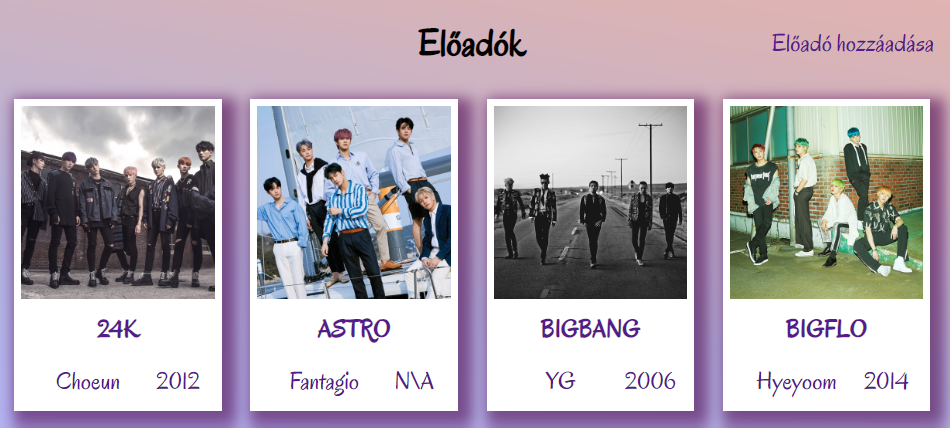 Előadók
Előadó hozzáadása
24K
Choeun 2012
ASTRO
Fantagio N\A
BIGBANG
YG 2006
BIGFLO
Hyeyoom 2014